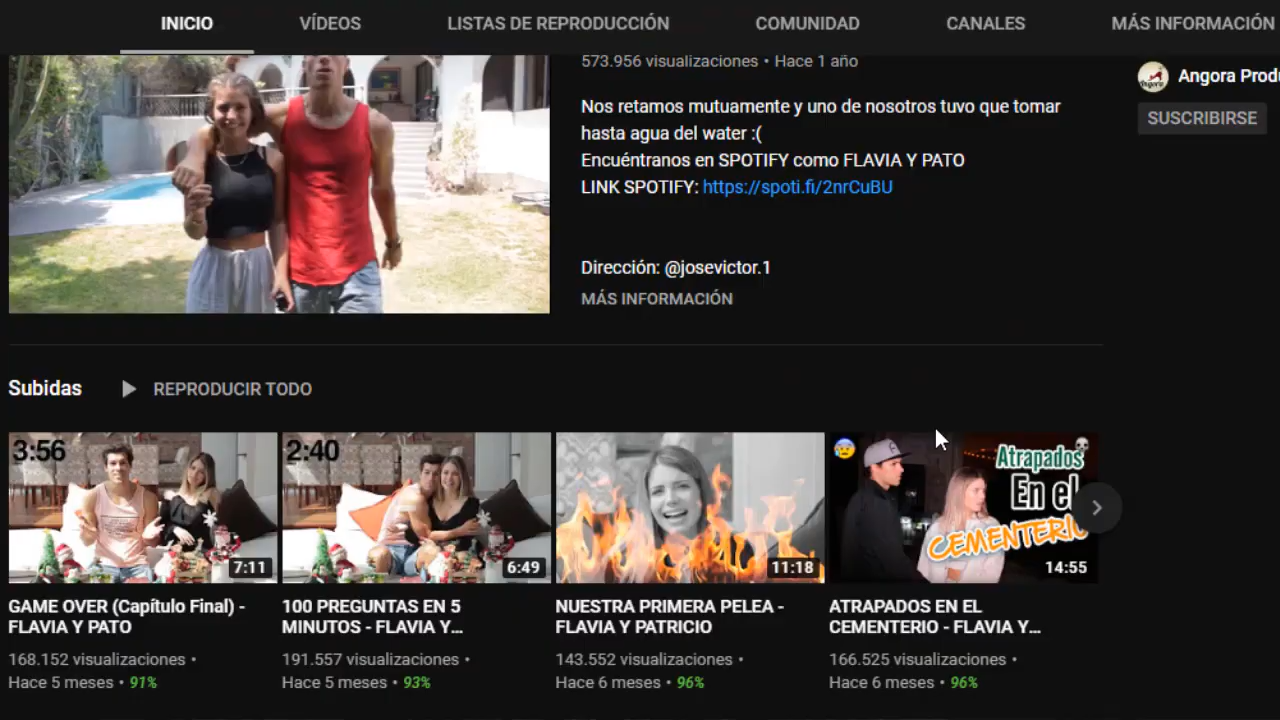 INICIO
VÍDEOS
LISTAS DE REPRODUCCIÓN
COMUNIDAD
CANALES
MÁS INFORMACIÓN
573.956 visualizaciones • Hace 1 año
Nos retamos mutuamente y uno de nosotros tuvo que tomar
hasta agua del water :(
Encuéntranos en SPOTIFY como FLAVIA Y PATO
LINK SPOTIFY: https://spoti.fi/2nrCuBU
Dirección: @josevictor.1
MÁS INFORMACIÓN
Angora Produ
SUSCRIBIRSE
Subidas
REPRODUCIR TODO
3:56
7:11
GAME OVER (Capítulo Final) -
FLAVIA Y PATO
168.152 visualizaciones •
Hace 5 meses • 91%
2:40
6:49
100 PREGUNTAS EN 5
MINUTOS - FLAVIA Y...
191.557 visualizaciones •
Hace 5 meses • 93%
11:18
NUESTRA PRIMERA PELEA -
FLAVIA Y PATRICIO
143.552 visualizaciones •
Hace 6 meses • 96%
Atrapados
En el
CEMENTERIO
14:55
ATRAPADOS EN EL
CEMENTERIO - FLAVIA Y...
166.525 visualizaciones •
Hace 6 meses • 96%